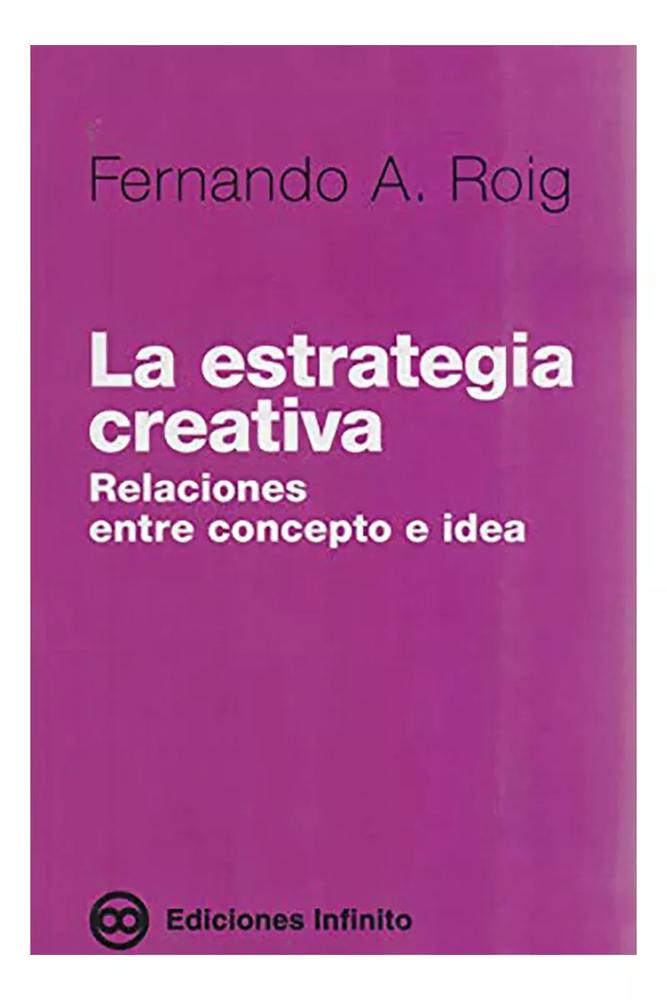 Fernando A. Roig
La estrategia
creativa
Relaciones
entre concepto e idea
Ediciones Infinito